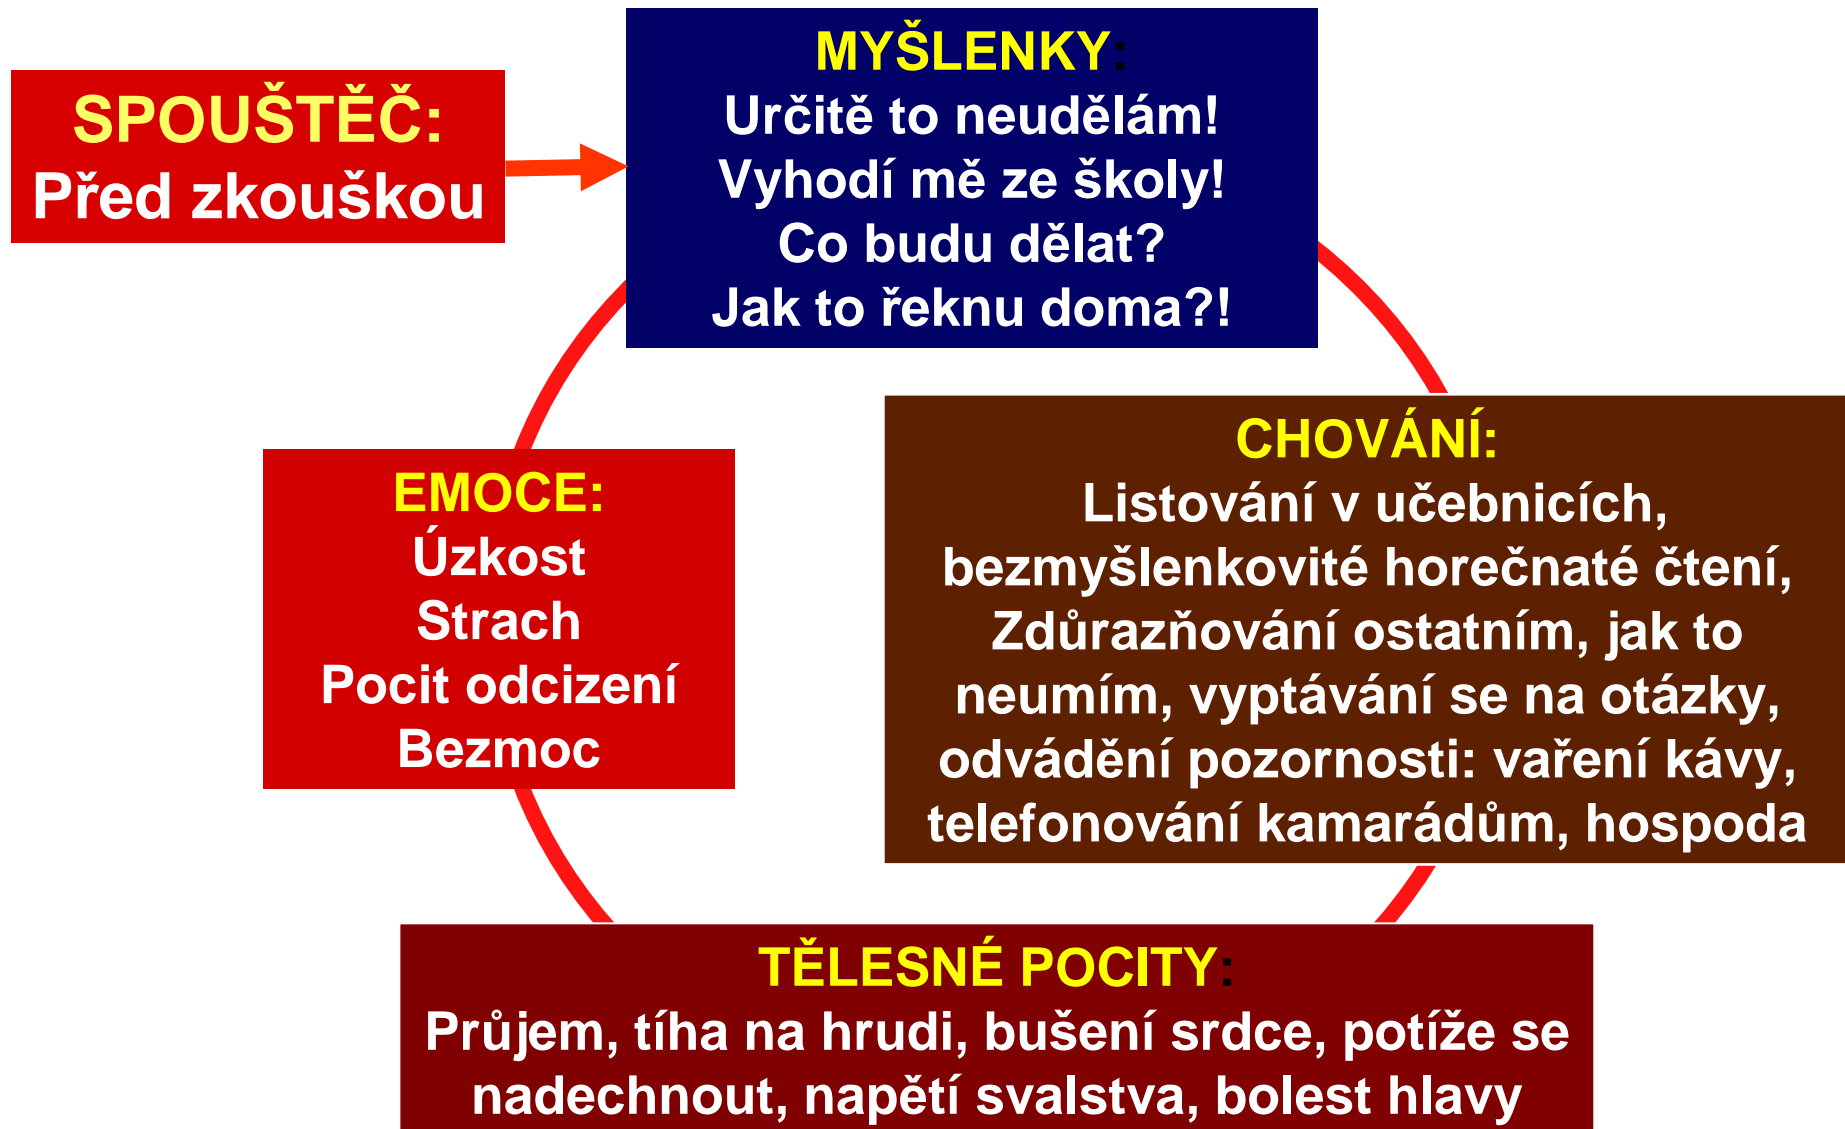 SPOUŠTĚČ:
Před zkouškou
MYŠLENKY:
Určitě to neudělám!
Vyhodí mě ze školy!
Co budu dělat?
Jak to řeknu doma?!
CHOVÁNÍ:
Listování v učebnicích,
bezmyšlenkovité horečnaté čtení,
Zdůrazňování ostatním, jak to
neumím, vyptávání se na otázky,
odvádění pozornosti: vaření kávy,
telefonování kamarádům, hospoda
EMOCE:
Úzkost
Strach
Pocit odcizení
Bezmoc
TĚLESNÉ POCITY:
Průjem, tíha na hrudi, bušení srdce, potíže se
nadechnout, napětí svalstva, bolest hlavy